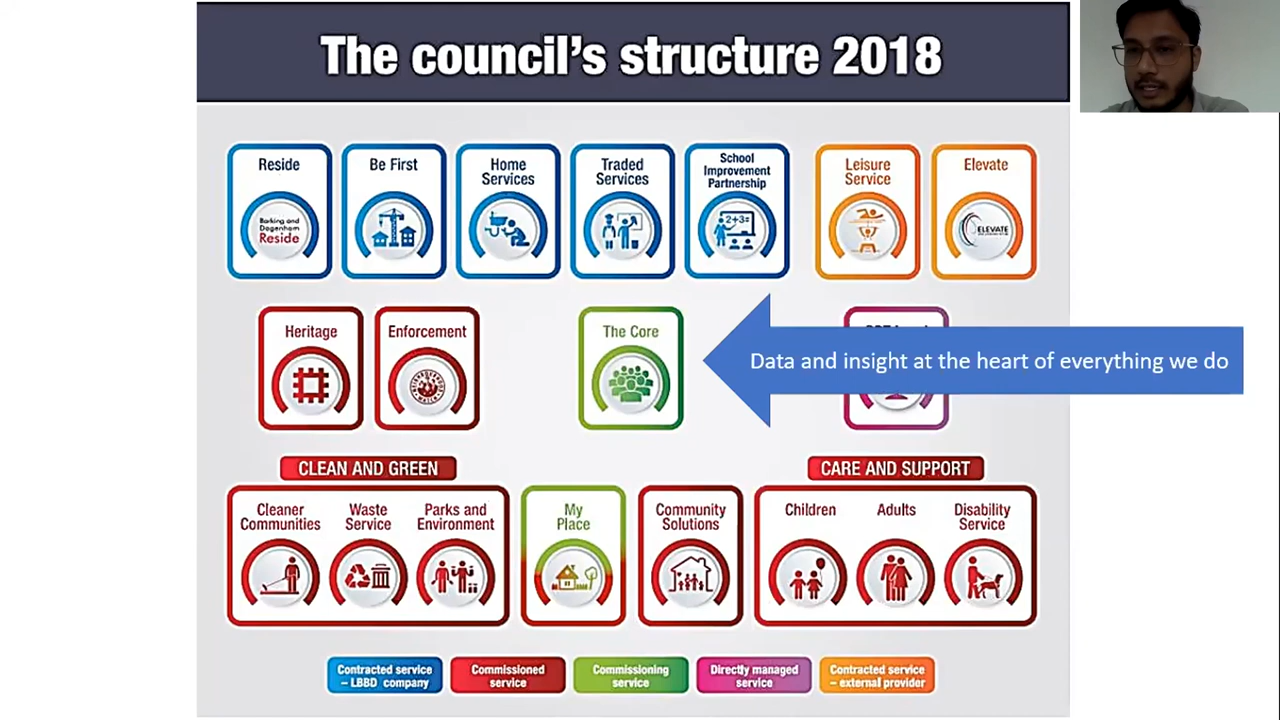 The council's structure 2018
Reside
Be First
Home
Services
Traded
Services
School
Improvement
Partnership
Leisure
Service
Elevate
Barking and
Dagenham
Reside
2+3=
ELEVATE
Heritage
Enforcement
The Core
Data and insight at the heart of everything we do
CLEAN AND GREEN
CARE AND SUPPORT
Cleaner
Communities
Waste
Service
Parks and
Environment
My
Place
Community
Solutions
Children
Adults
Disability
Service
Contracted service
– LBBD company
Commissioned
service
Commissioning
service
Directly managed
service
Contracted service
– external provider